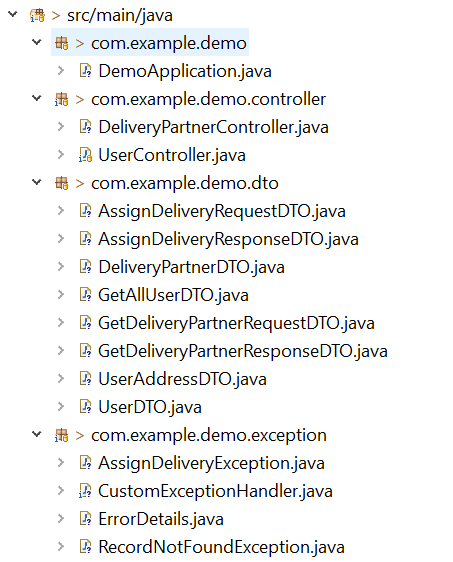 > src/main/java
> com.example.demo
DemoApplication.java
> com.example.demo.controller
DeliveryPartnerController.java
UserController.java
> com.example.demo.dto
AssignDeliveryRequestDTO.java
AssignDeliveryResponseDTO.java
DeliveryPartnerDTO.java
GetAllUserDTO.java
GetDeliveryPartnerRequestDTO.java
GetDeliveryPartnerResponseDTO.java
UserAddressDTO.java
UserDTO.java
> com.example.demo.exception
AssignDeliveryException.java
CustomExceptionHandler.java
ErrorDetails.java
RecordNotFoundException.java